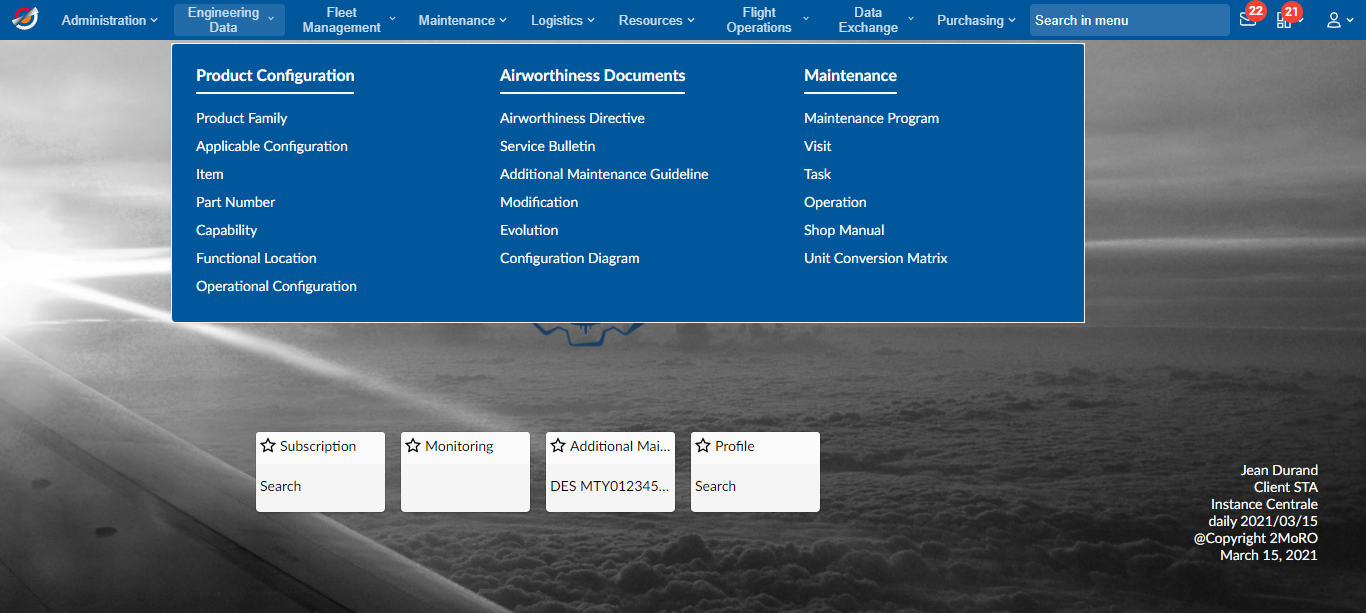 Administration
Engineering
Data
Fleet
Management
Maintenance
Logistics
Resources
Flight
Operations
Data
Exchange
Purchasing
Search in menu
22
21
Product Configuration
Product Family
Applicable Configuration
Item
Part Number
Capability
Functional Location
Operational Configuration
Airworthiness Documents
Airworthiness Directive
Service Bulletin
Additional Maintenance Guideline
Modification
Evolution
Configuration Diagram
Maintenance
Maintenance Program
Visit
Task
Operation
Shop Manual
Unit Conversion Matrix
Subscription
Search
Monitoring
Additional Mai...
DES MTY012345...
Profile
Search
Jean Durand
Client STA
Instance Centrale
daily 2021/03/15
@Copyright 2MoRO
March 15, 2021